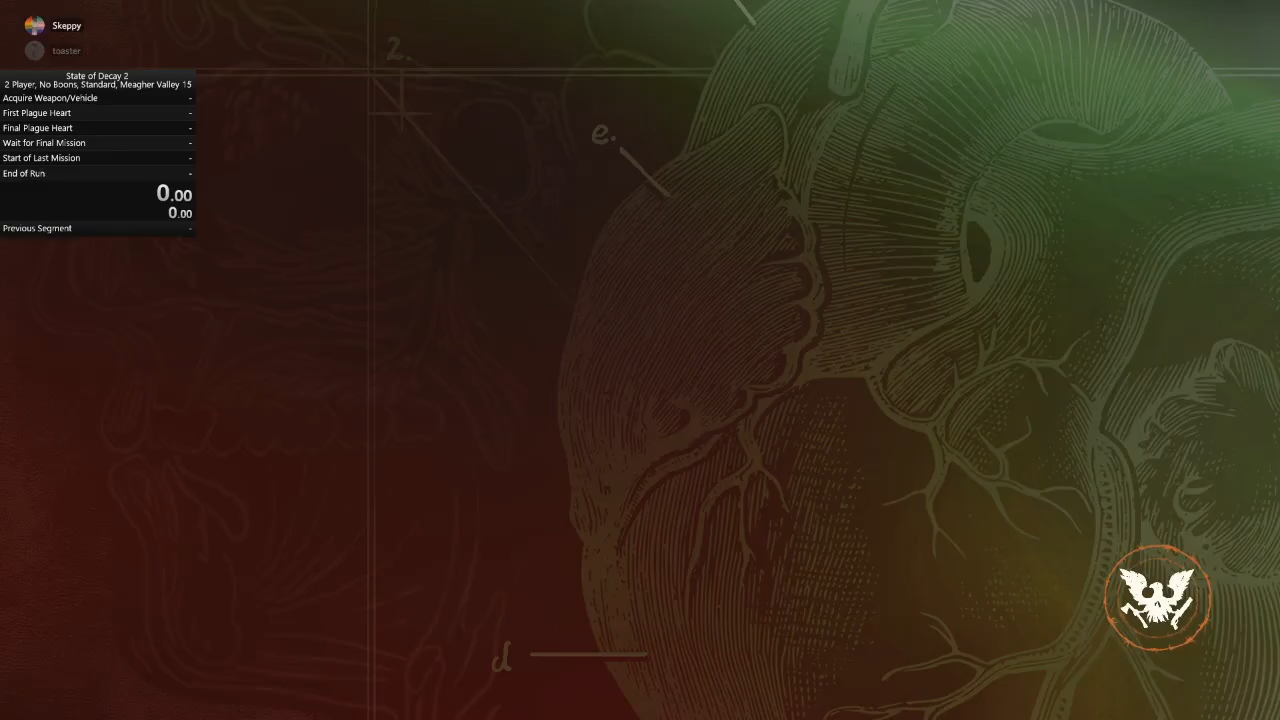 Skeppy
toaster
State of Decay 2
2 Player, No Boons, Standard, Meagher Valley 15
Acquire Weapon/Vehicle -
First Plague Heart -
Final Plague Heart -
Wait for Final Mission -
Start of Last Mission -
End of Run -
0.00
0.00
Previous Segment -
2.
e.
d